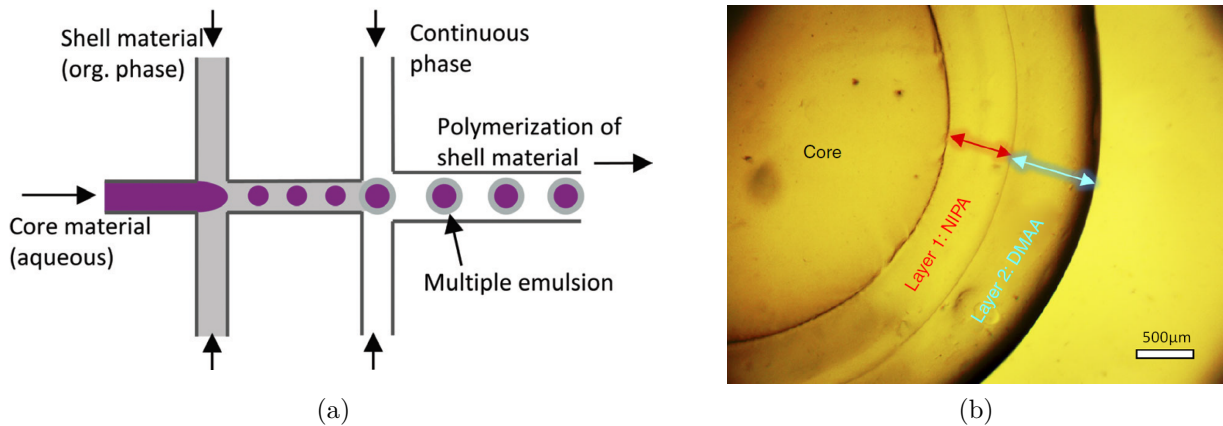 Shell material
(org. phase)
Continuous
phase
Polymerization of
shell material
Core material
(aqueous)
Multiple emulsion
(a)
Core
Layer 1: NIPA
Layer 2: DMAA
500µm
(b)